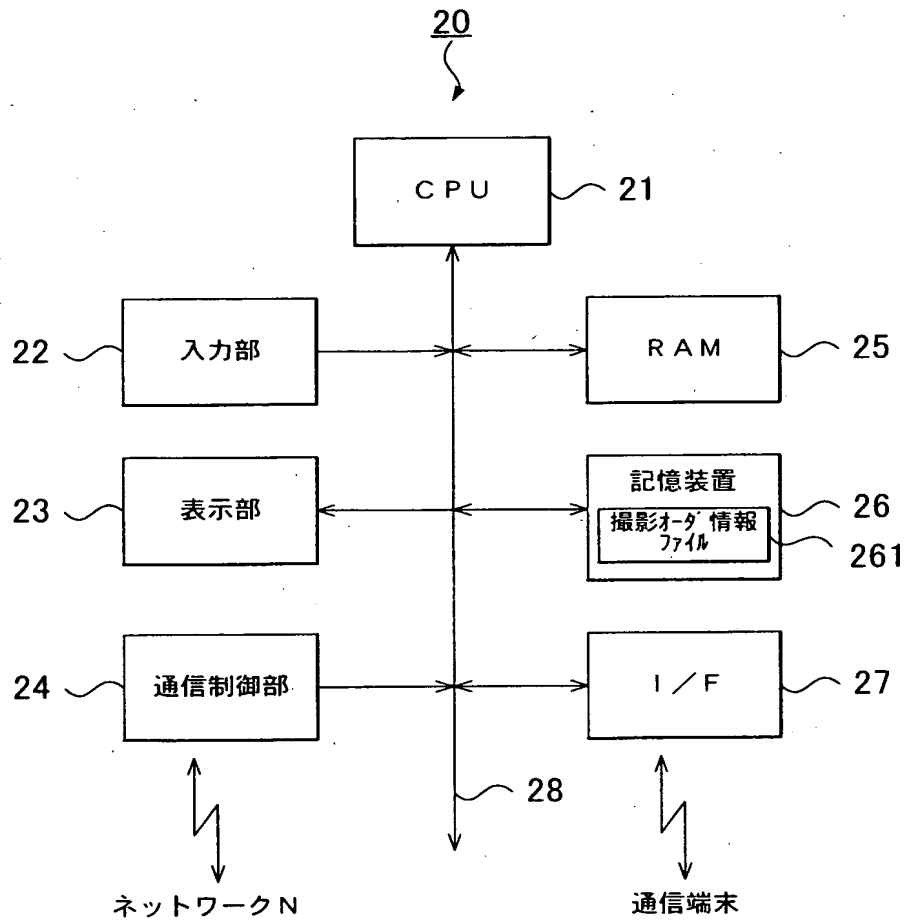 20
CPU
21
22
入力部
RAM
25
23
表示部
記憶装置
撮影オーダ情報
ファイル
26
261
24
通信制御部
I/F
27
28
ネットワークN
通信端末